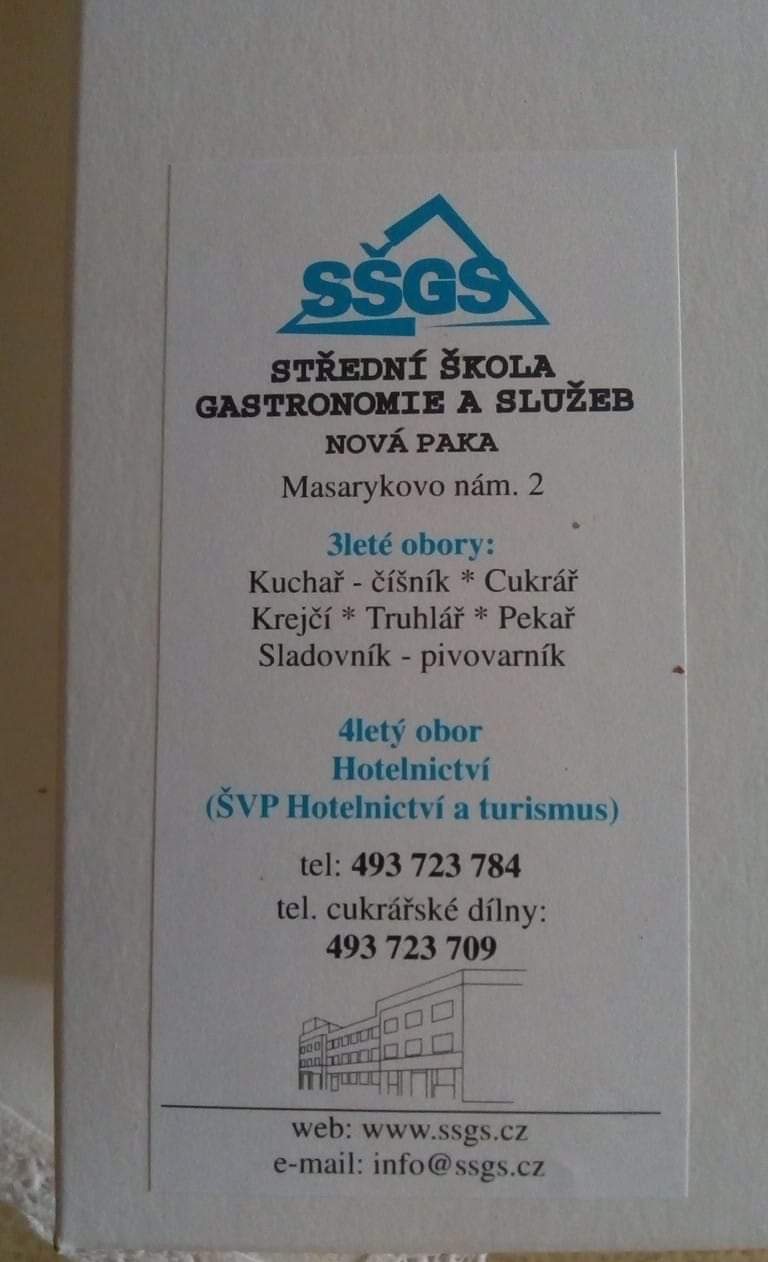 SŠGS
STŘEDNÍ ŠKOLA
GASTRONOMIE A SLUŽEB
NOVÁ PAKA
Masarykovo nám. 2
3leté obory:
Kuchař - číšník * Cukrář
Krejčí * Truhlář * Pekař
Sladovník - pivovarník
4letý obor
Hotelnictví
(ŠVP Hotelnictví a turismus)
tel: 493 723 784
tel. cukrářské dílny:
493 723 709
web: www.ssgs.cz
e-mail: info@ssgs.cz